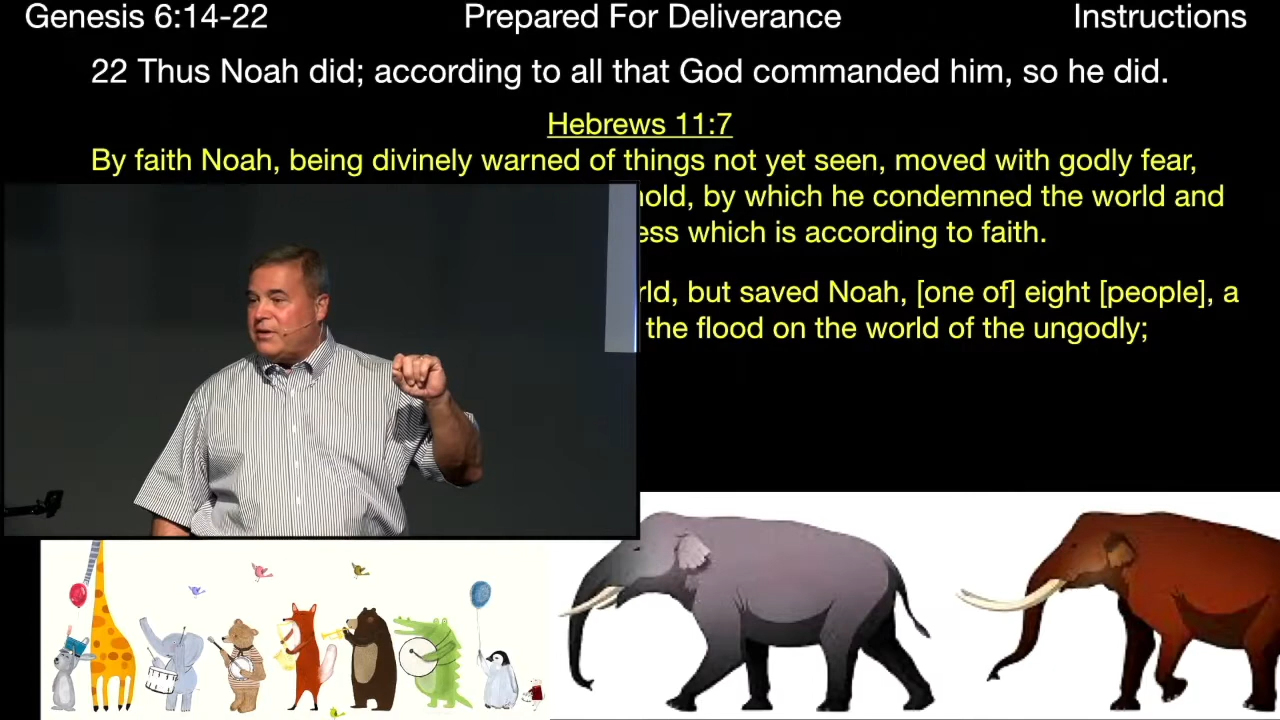 Genesis 6:14-22 Prepared For Deliverance Instructions
22 Thus Noah did; according to all that God commanded him, so he did.
Hebrews 11:7
By faith Noah, being divinely warned of things not yet seen, moved with godly fear,
hold, by which he condemned the world and
ess which is according to faith.
rld, but saved Noah, [one of] eight [people], a
the flood on the world of the ungodly;